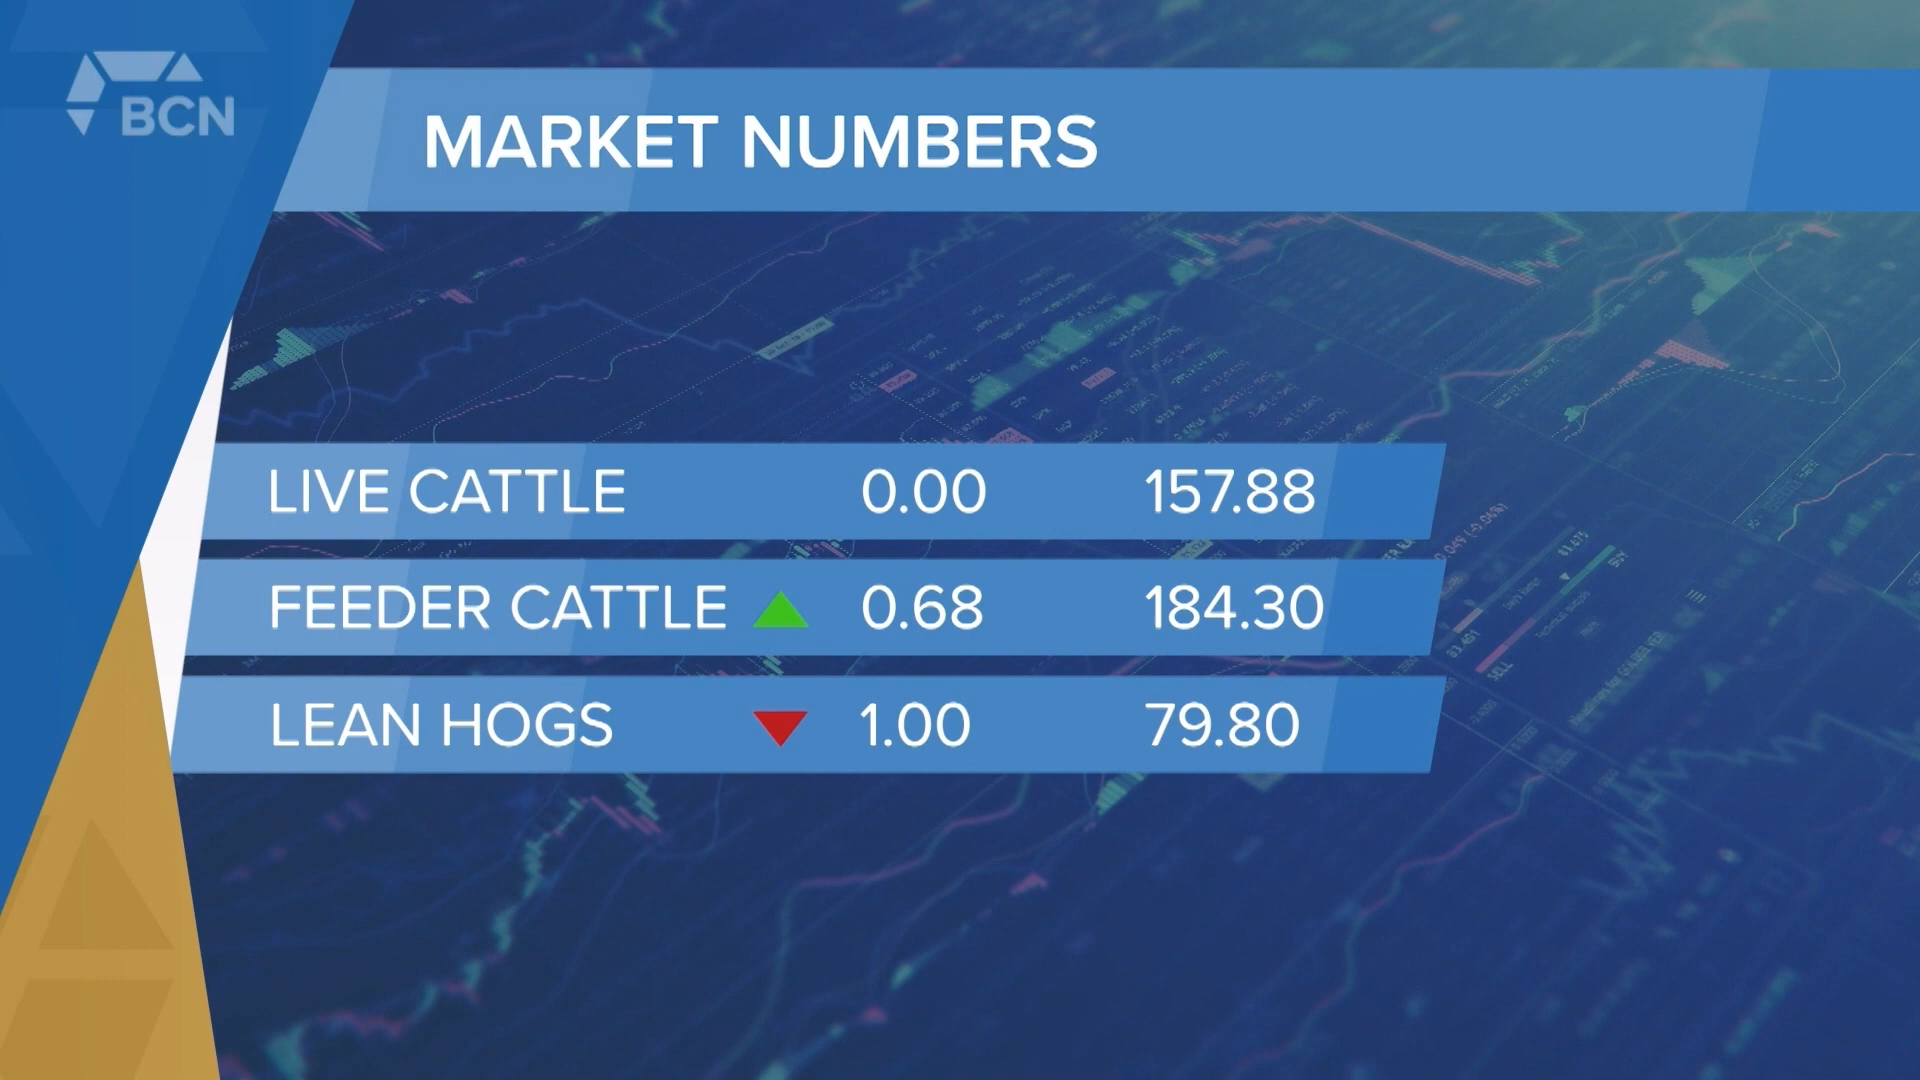 BCN
MARKET NUMBERS
LIVE CATTLE 0.00 157.88
FEEDER CATTLE 0.68 184.30
LEAN HOGS 1.00 79.80
SELL